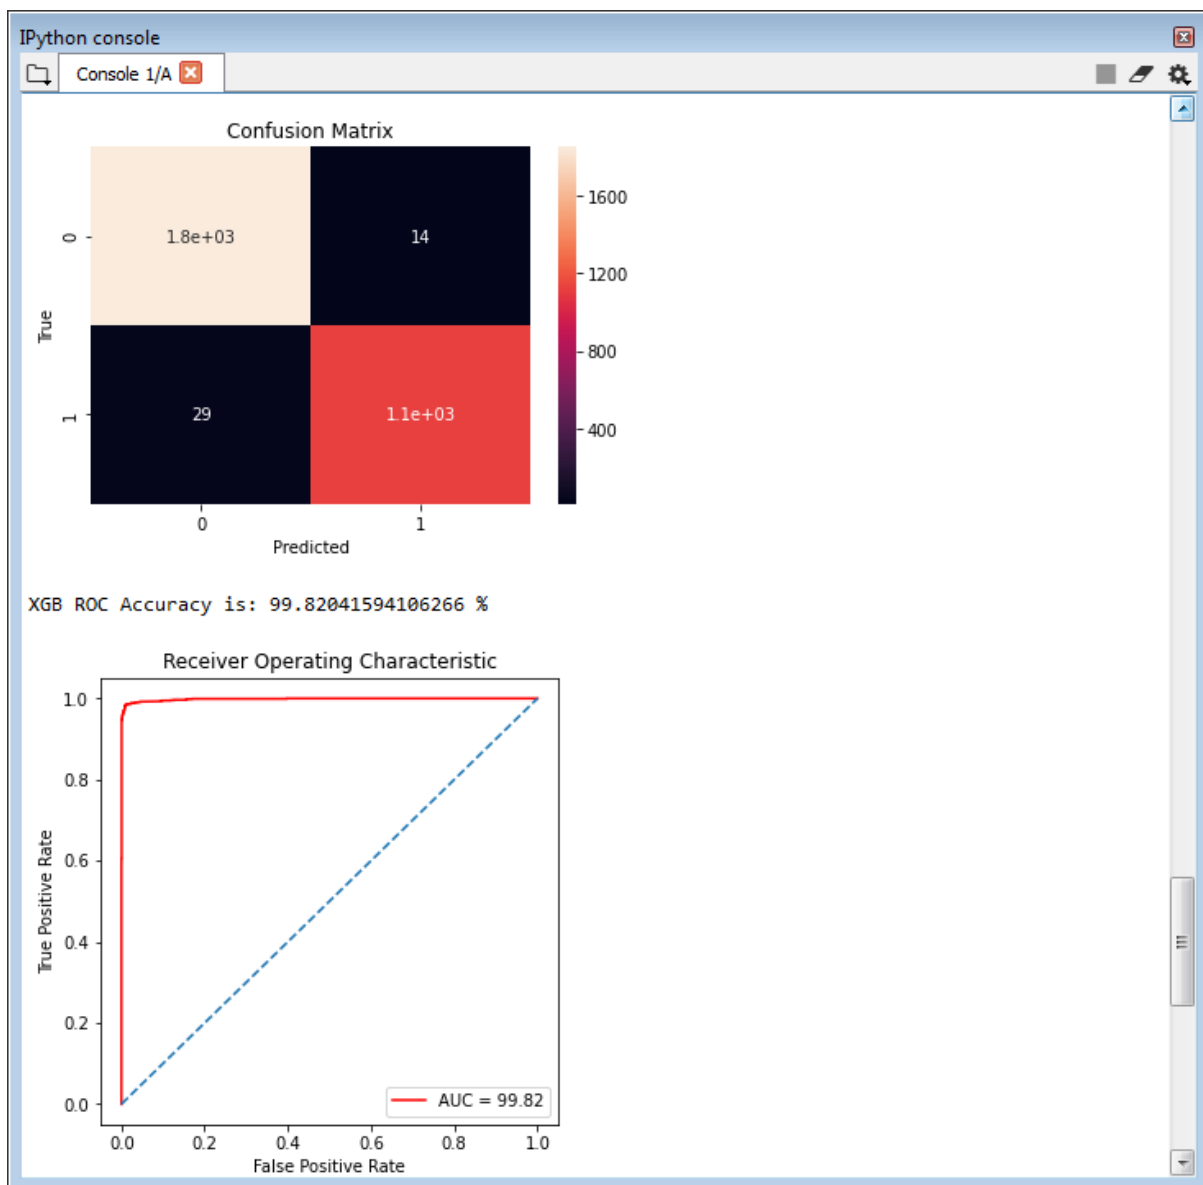 IPython console
Console 1/A
Confusion Matrix
1600
0
1.8e+03
14
1200
True
800
1
29
1.1e+03
400
0
1
Predicted
XGB ROC Accuracy is: 99.82041594106266 %
Receiver Operating Characteristic
1.0
0.8
0.6
True Positive Rate
0.4
0.2
0.0
AUC = 99.82
0.0
0.2
0.4
0.6
0.8
1.0
False Positive Rate